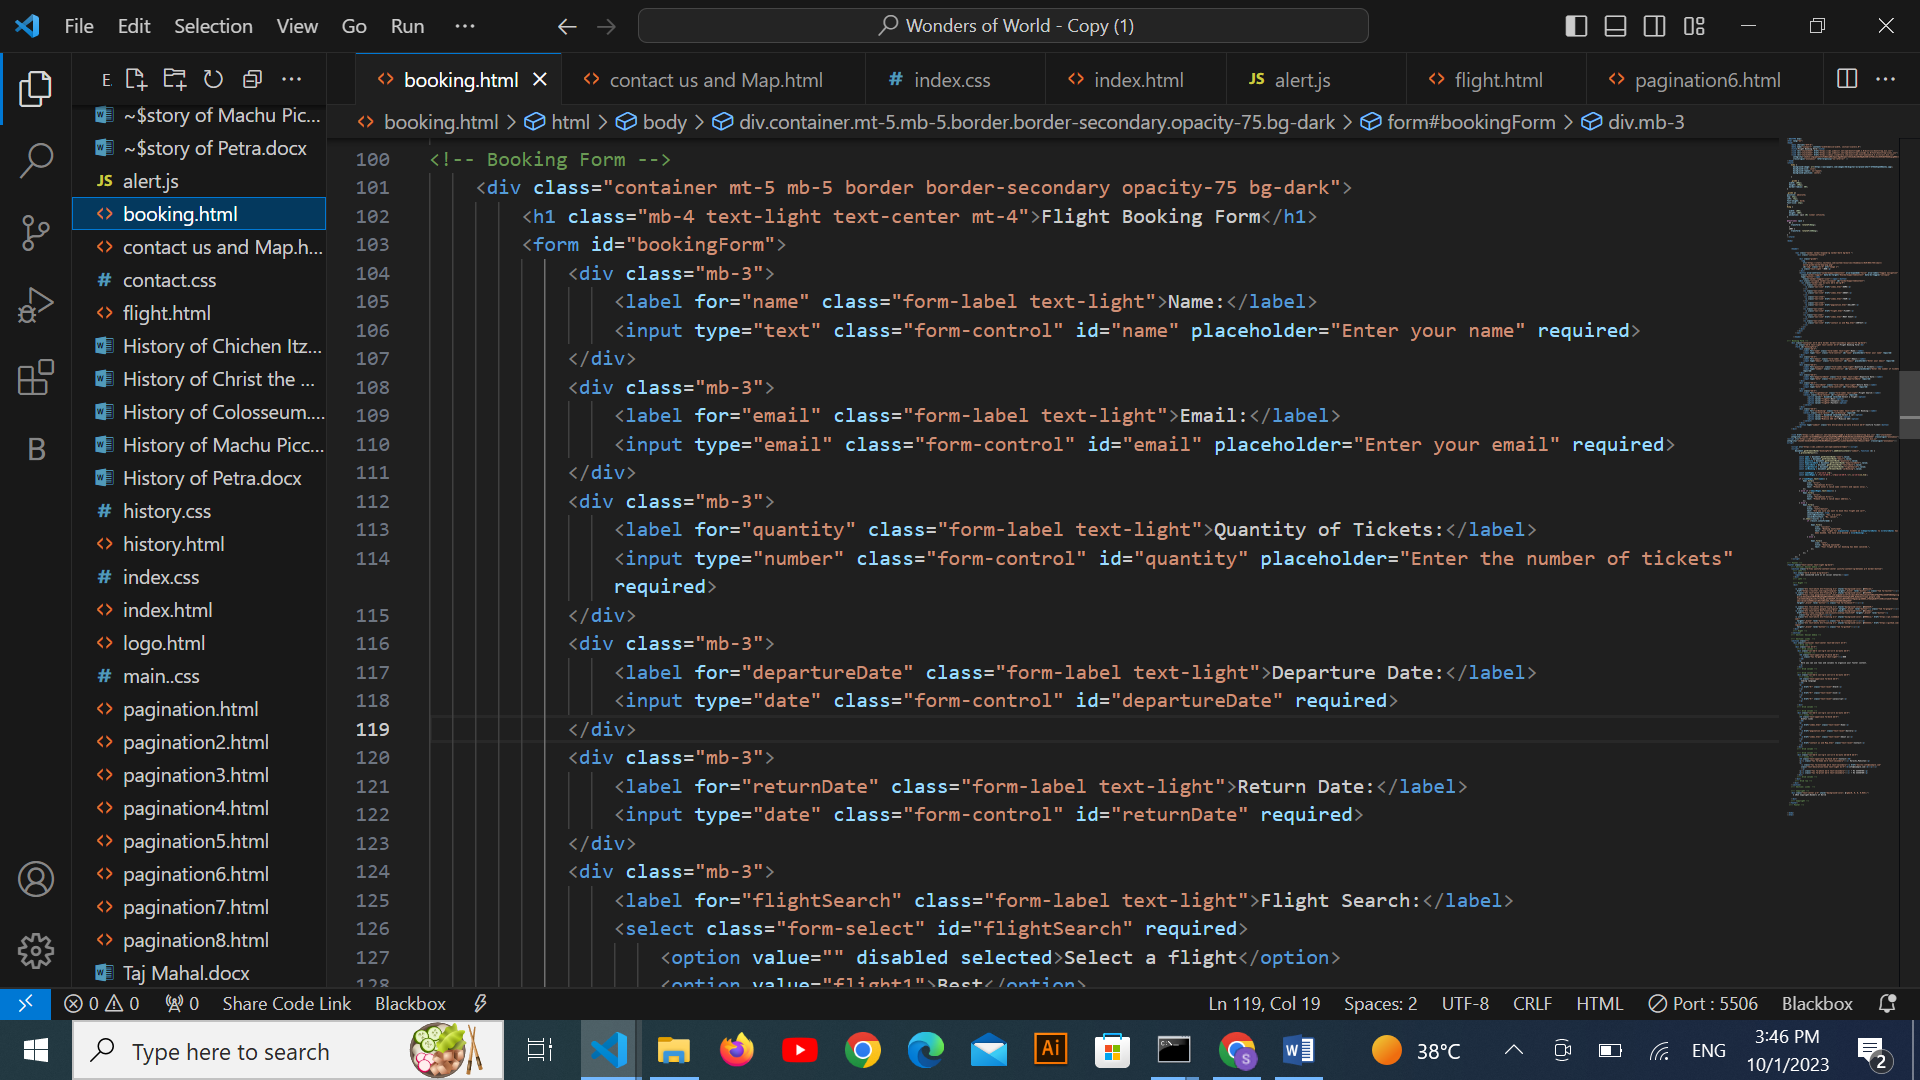 File Edit Selection View Go Run
Wonders of World - Copy (1)
E
booking.html
contact us and Map.html
# index.css
index.html
JS alert.js
flight.html
pagination6.html
booking.html > html > body > div.container.mt-5.mb-5.border.border-secondary.opacity-75.bg-dark > form#bookingForm > div.mb-3
~$story of Machu Pic...
~$story of Petra.docx
JS alert.js
booking.html
contact us and Map.h...
# contact.css
flight.html
History of Chichen Itz...
History of Christ the ...
History of Colosseum....
History of Machu Picc...
History of Petra.docx
# history.css
history.html
# index.css
index.html
logo.html
# main..css
pagination.html
pagination2.html
pagination3.html
pagination4.html
pagination5.html
pagination6.html
pagination7.html
pagination8.html
Taj Mahal.docx
B
100 <!-- Booking Form -->
101 <div class="container mt-5 mb-5 border border-secondary opacity-75 bg-dark">
102 <h1 class="mb-4 text-light text-center mt-4">Flight Booking Form</h1>
103 <form id="bookingForm">
104 <div class="mb-3">
105 <label for="name" class="form-label text-light">Name:</label>
106 <input type="text" class="form-control" id="name" placeholder="Enter your name" required>
107 </div>
108 <div class="mb-3">
109 <label for="email" class="form-label text-light">Email:</label>
110 <input type="email" class="form-control" id="email" placeholder="Enter your email" required>
111 </div>
112 <div class="mb-3">
113 <label for="quantity" class="form-label text-light">Quantity of Tickets:</label>
114 <input type="number" class="form-control" id="quantity" placeholder="Enter the number of tickets"
required>
115 </div>
116 <div class="mb-3">
117 <label for="departureDate" class="form-label text-light">Departure Date:</label>
118 <input type="date" class="form-control" id="departureDate" required>
119 </div>
120 <div class="mb-3">
121 <label for="returnDate" class="form-label text-light">Return Date:</label>
122 <input type="date" class="form-control" id="returnDate" required>
123 </div>
124 <div class="mb-3">
125 <label for="flightSearch" class="form-label text-light">Flight Search:</label>
126 <select class="form-select" id="flightSearch" required>
127 <option value="" disabled selected>Select a flight</option>
128 <option value="flight1">Best</option>
0 0 0 Share Code Link Blackbox
Ln 119, Col 19 Spaces: 2 UTF-8 CRLF HTML Port : 5506 Blackbox
Type here to search
Ai
S
W
38°C
ENG
3:46 PM
10/1/2023
2